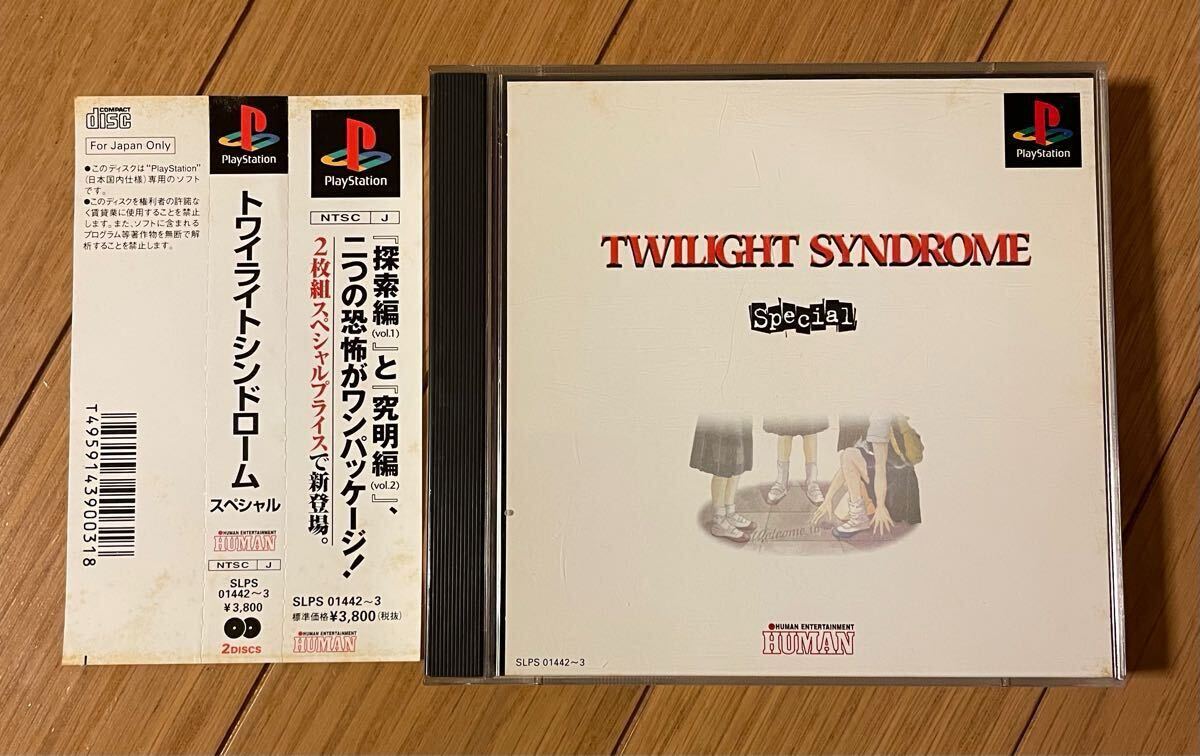 COMPACT
disc
For Japan Only
●このディスクは"PlayStation"
(日本国内仕様)専用のソフト
です。
●このディスクを権利者の許諾な
く賃貸業に使用することを禁止
します。また、ソフトに含まれる
プログラム等著作物を無断で解
析することを禁止します。
T4959143900318
PlayStation
トワイライトシンドローム
スペシャル
HUMAN ENTERTAINMENT
HUMAN
NTSC J
SLPS
01442~3
¥3,800
2DISCS
PlayStation
NTSC J
『探索編(vol.1)』と『究明編(vol.2)』、
二つの恐怖がワンパッケージ!
2枚組スペシャルプライスで新登場。
SLPS 01442~3
標準価格¥3,800(税抜)
HUMAN ENTERTAINMENT
HUMAN
PlayStation
TWILIGHT SYNDROME
Special
Welcome to
HUMAN ENTERTAINMENT
HUMAN
SLPS 01442~3